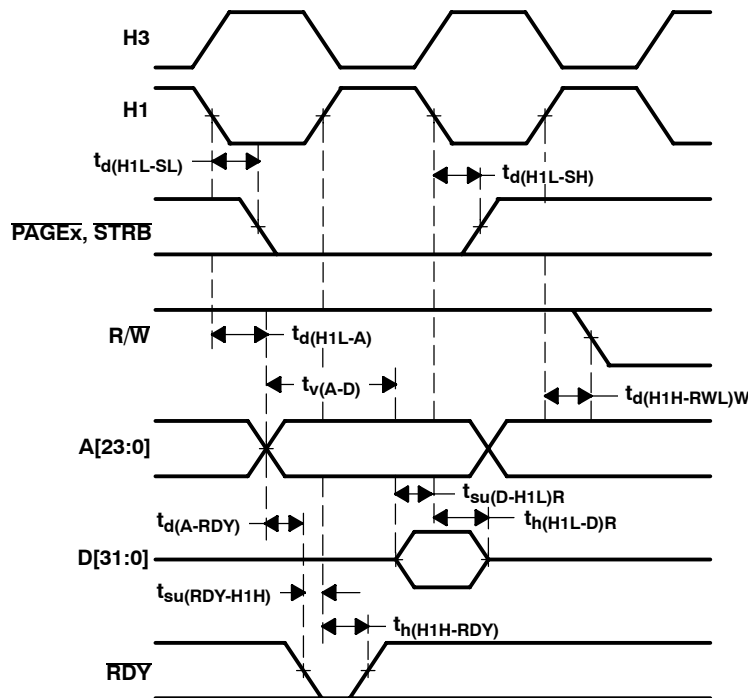 H3
H1
td(H1L-SL)
td(H1L-SH)
PAGEx, STRB
R/W
td(H1L-A)
tv(A-D)
td(H1H-RWL)W
A[23:0]
tsu(D-H1L)R
td(A-RDY)
th(H1L-D)R
D[31:0]
tsu(RDY-H1H)
th(H1H-RDY)
RDY